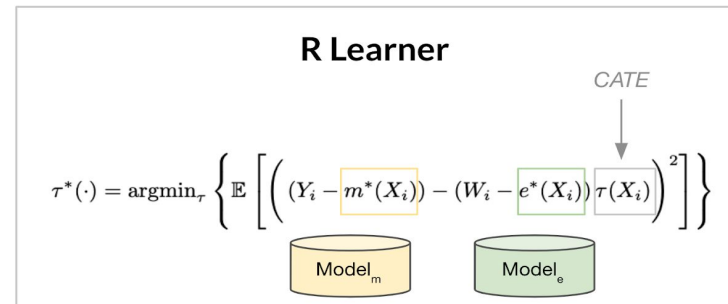 R Learner
CATE
τ*(·) = argmin_τ { 𝔼 [ ( (Y_i − m*(X_i)) − (W_i − e*(X_i)) τ(X_i) )² ] }
Model_m Model_e